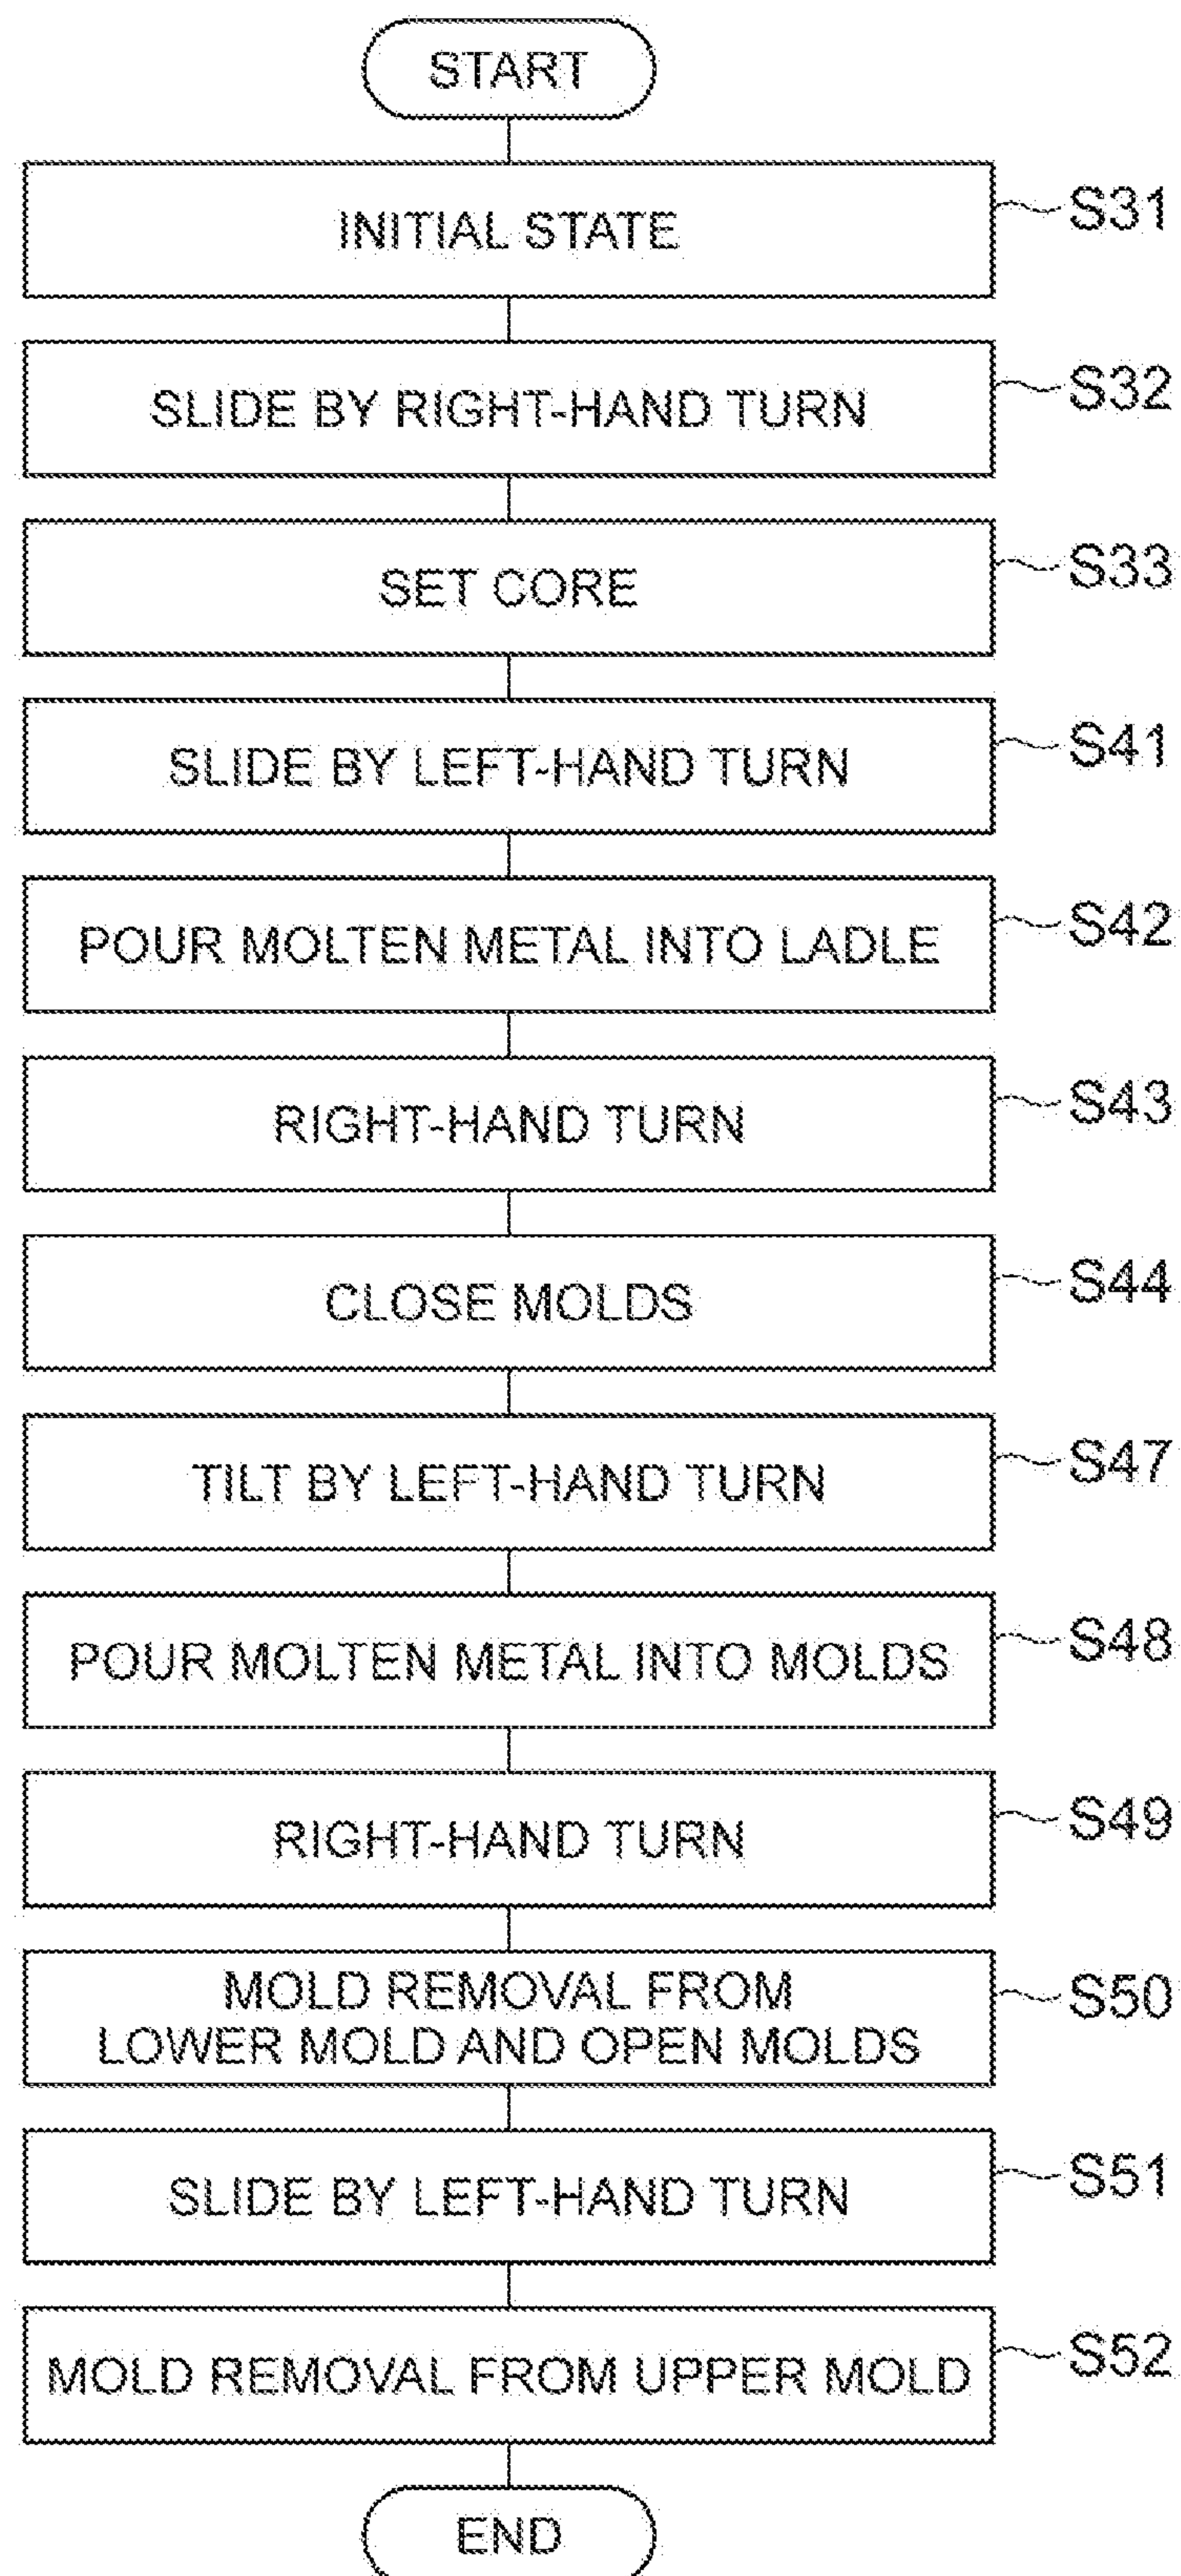 START
INITIAL STATE
S31
SLIDE BY RIGHT-HAND TURN
S32
SET CORE
S33
SLIDE BY LEFT-HAND TURN
S41
POUR MOLTEN METAL INTO LADLE
S42
RIGHT-HAND TURN
S43
CLOSE MOLDS
S44
TILT BY LEFT-HAND TURN
S47
POUR MOLTEN METAL INTO MOLDS
S48
RIGHT-HAND TURN
S49
MOLD REMOVAL FROM
LOWER MOLD AND OPEN MOLDS
S50
SLIDE BY LEFT-HAND TURN
S51
MOLD REMOVAL FROM UPPER MOLD
S52
END